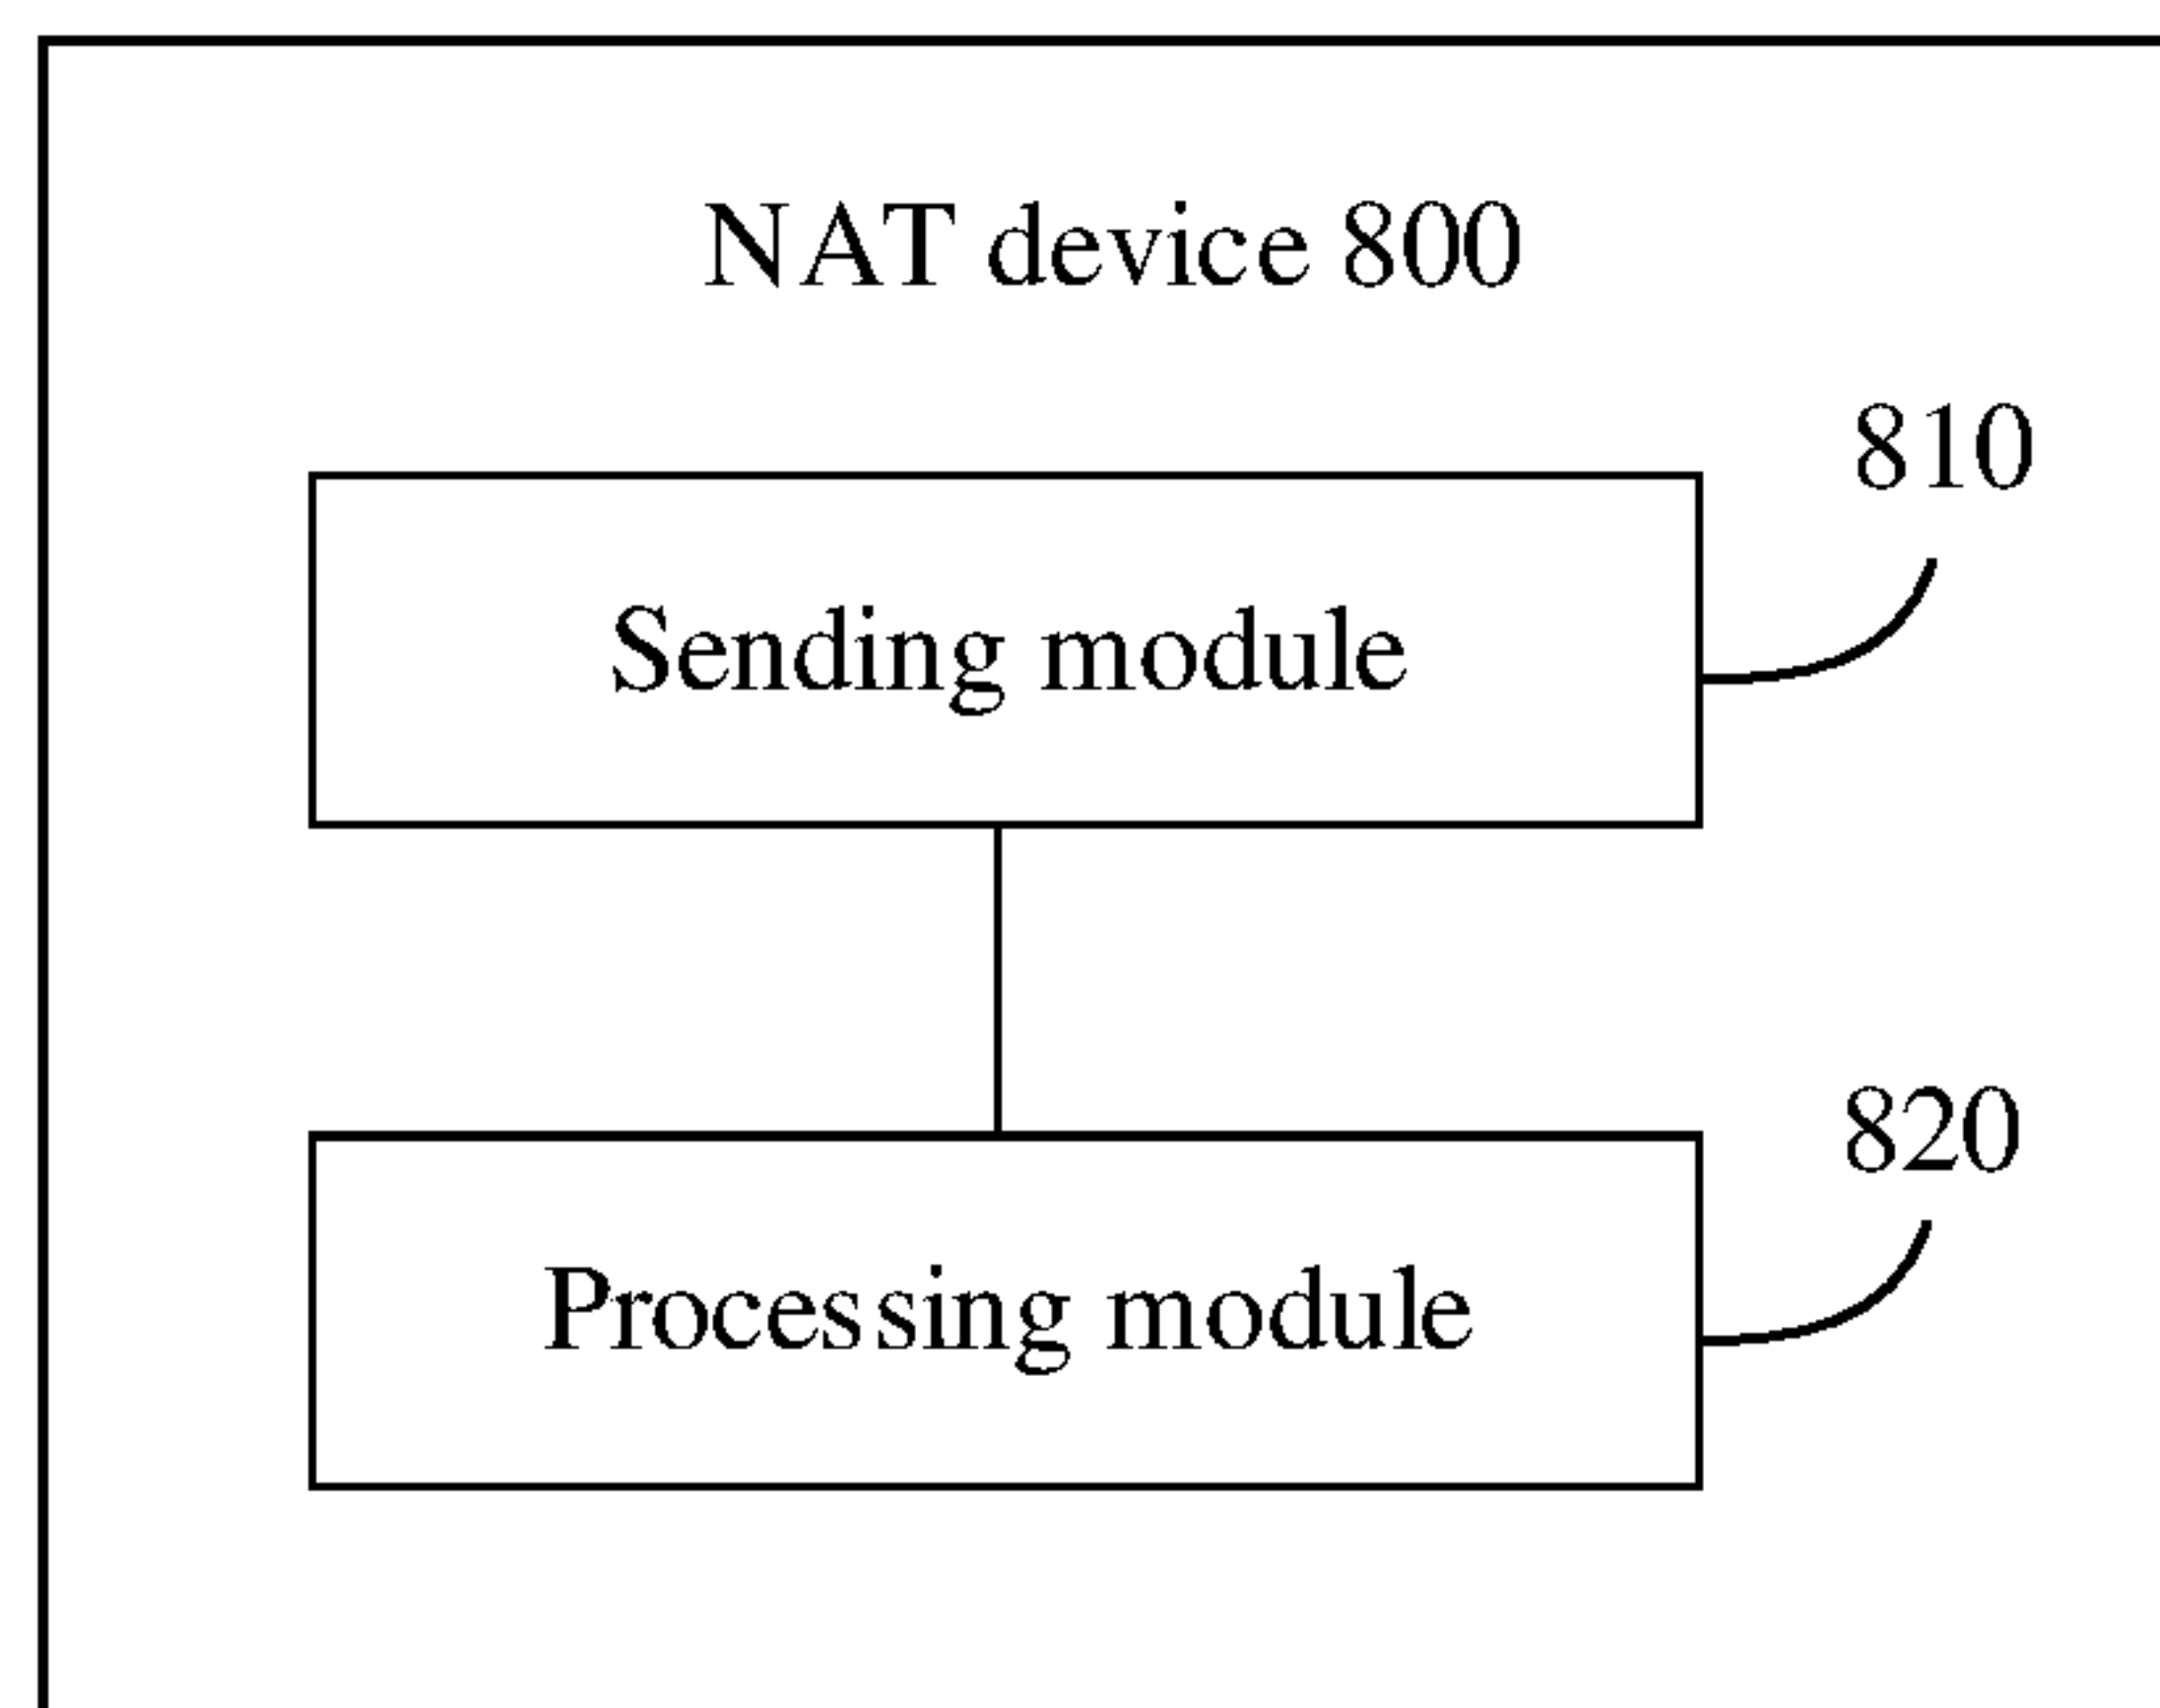 NAT device 800
810
Sending module
820
Processing module